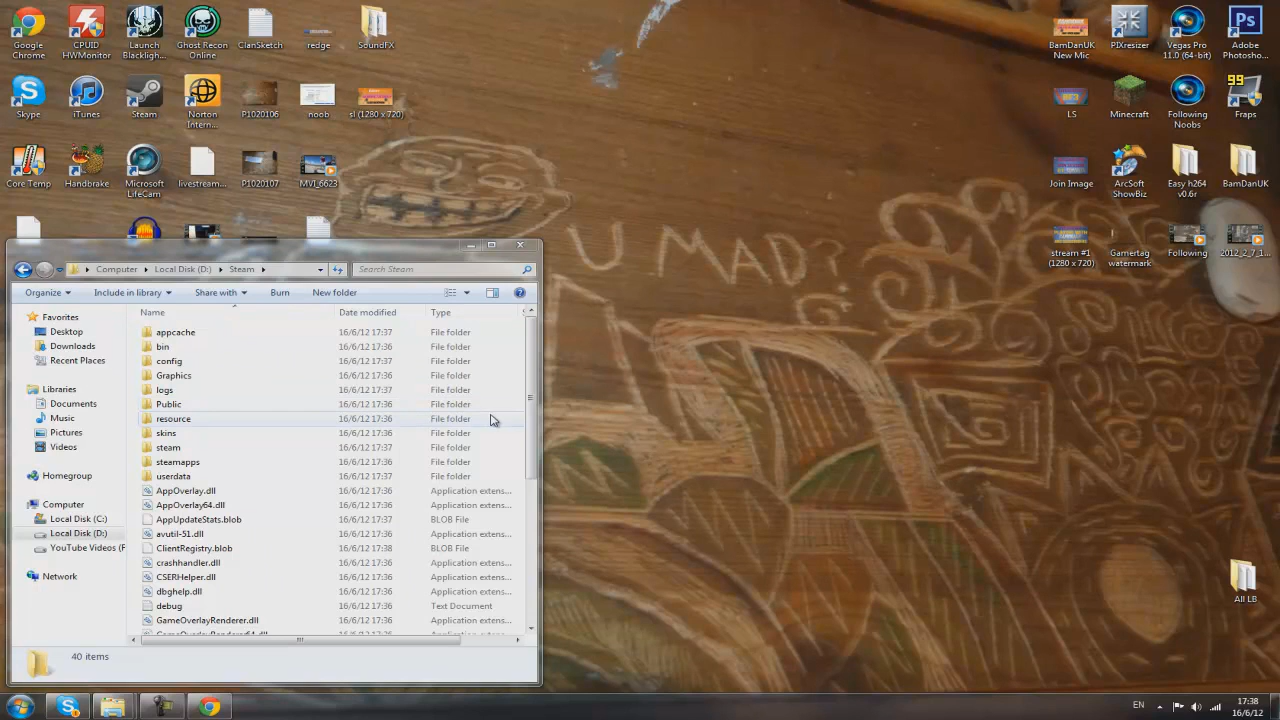 Google Chrome
CPUID HWMonitor
Launch Blackligh...
Ghost Recon Online
ClanSketch
redge
SoundFX
BamDanUK New Mic
PIXresizer
Vegas Pro 11.0 (64-bit)
Adobe Photosho...
Skype
iTunes
Steam
Norton Intern...
P1020106
noob
sl (1280 x 720)
LS
Minecraft
Following Noobs
99
Fraps
Core Temp
Handbrake
Microsoft LifeCam
livestream...
P1020107
MVI_6623
Join Image
ArcSoft ShowBiz
Easy h264 v0.6r
BamDanUK
stream #1 (1280 x 720)
Gamertag watermark
Following
2012_2_7_1...
U MAD?
Computer
Local Disk (D:)
Steam
Search Steam
Organize
Include in library
Share with
Burn
New folder
Favorites
Desktop
Downloads
Recent Places
Libraries
Documents
Music
Pictures
Videos
Homegroup
Computer
Local Disk (C:)
Local Disk (D:)
YouTube Videos (F
Network
Name Date modified Type
appcache 16/6/12 17:37 File folder
bin 16/6/12 17:36 File folder
config 16/6/12 17:37 File folder
Graphics 16/6/12 17:36 File folder
logs 16/6/12 17:37 File folder
Public 16/6/12 17:36 File folder
resource 16/6/12 17:36 File folder
skins 16/6/12 17:36 File folder
steam 16/6/12 17:37 File folder
steamapps 16/6/12 17:36 File folder
userdata 16/6/12 17:36 File folder
AppOverlay.dll 16/6/12 17:36 Application extens...
AppOverlay64.dll 16/6/12 17:36 Application extens...
AppUpdateStats.blob 16/6/12 17:37 BLOB File
avutil-51.dll 16/6/12 17:36 Application extens...
ClientRegistry.blob 16/6/12 17:38 BLOB File
crashhandler.dll 16/6/12 17:36 Application extens...
CSERHelper.dll 16/6/12 17:36 Application extens...
dbghelp.dll 16/6/12 17:36 Application extens...
debug 16/6/12 17:36 Text Document
GameOverlayRenderer.dll 16/6/12 17:36 Application extens...
40 items
All LB
EN
17:38
16/6/12